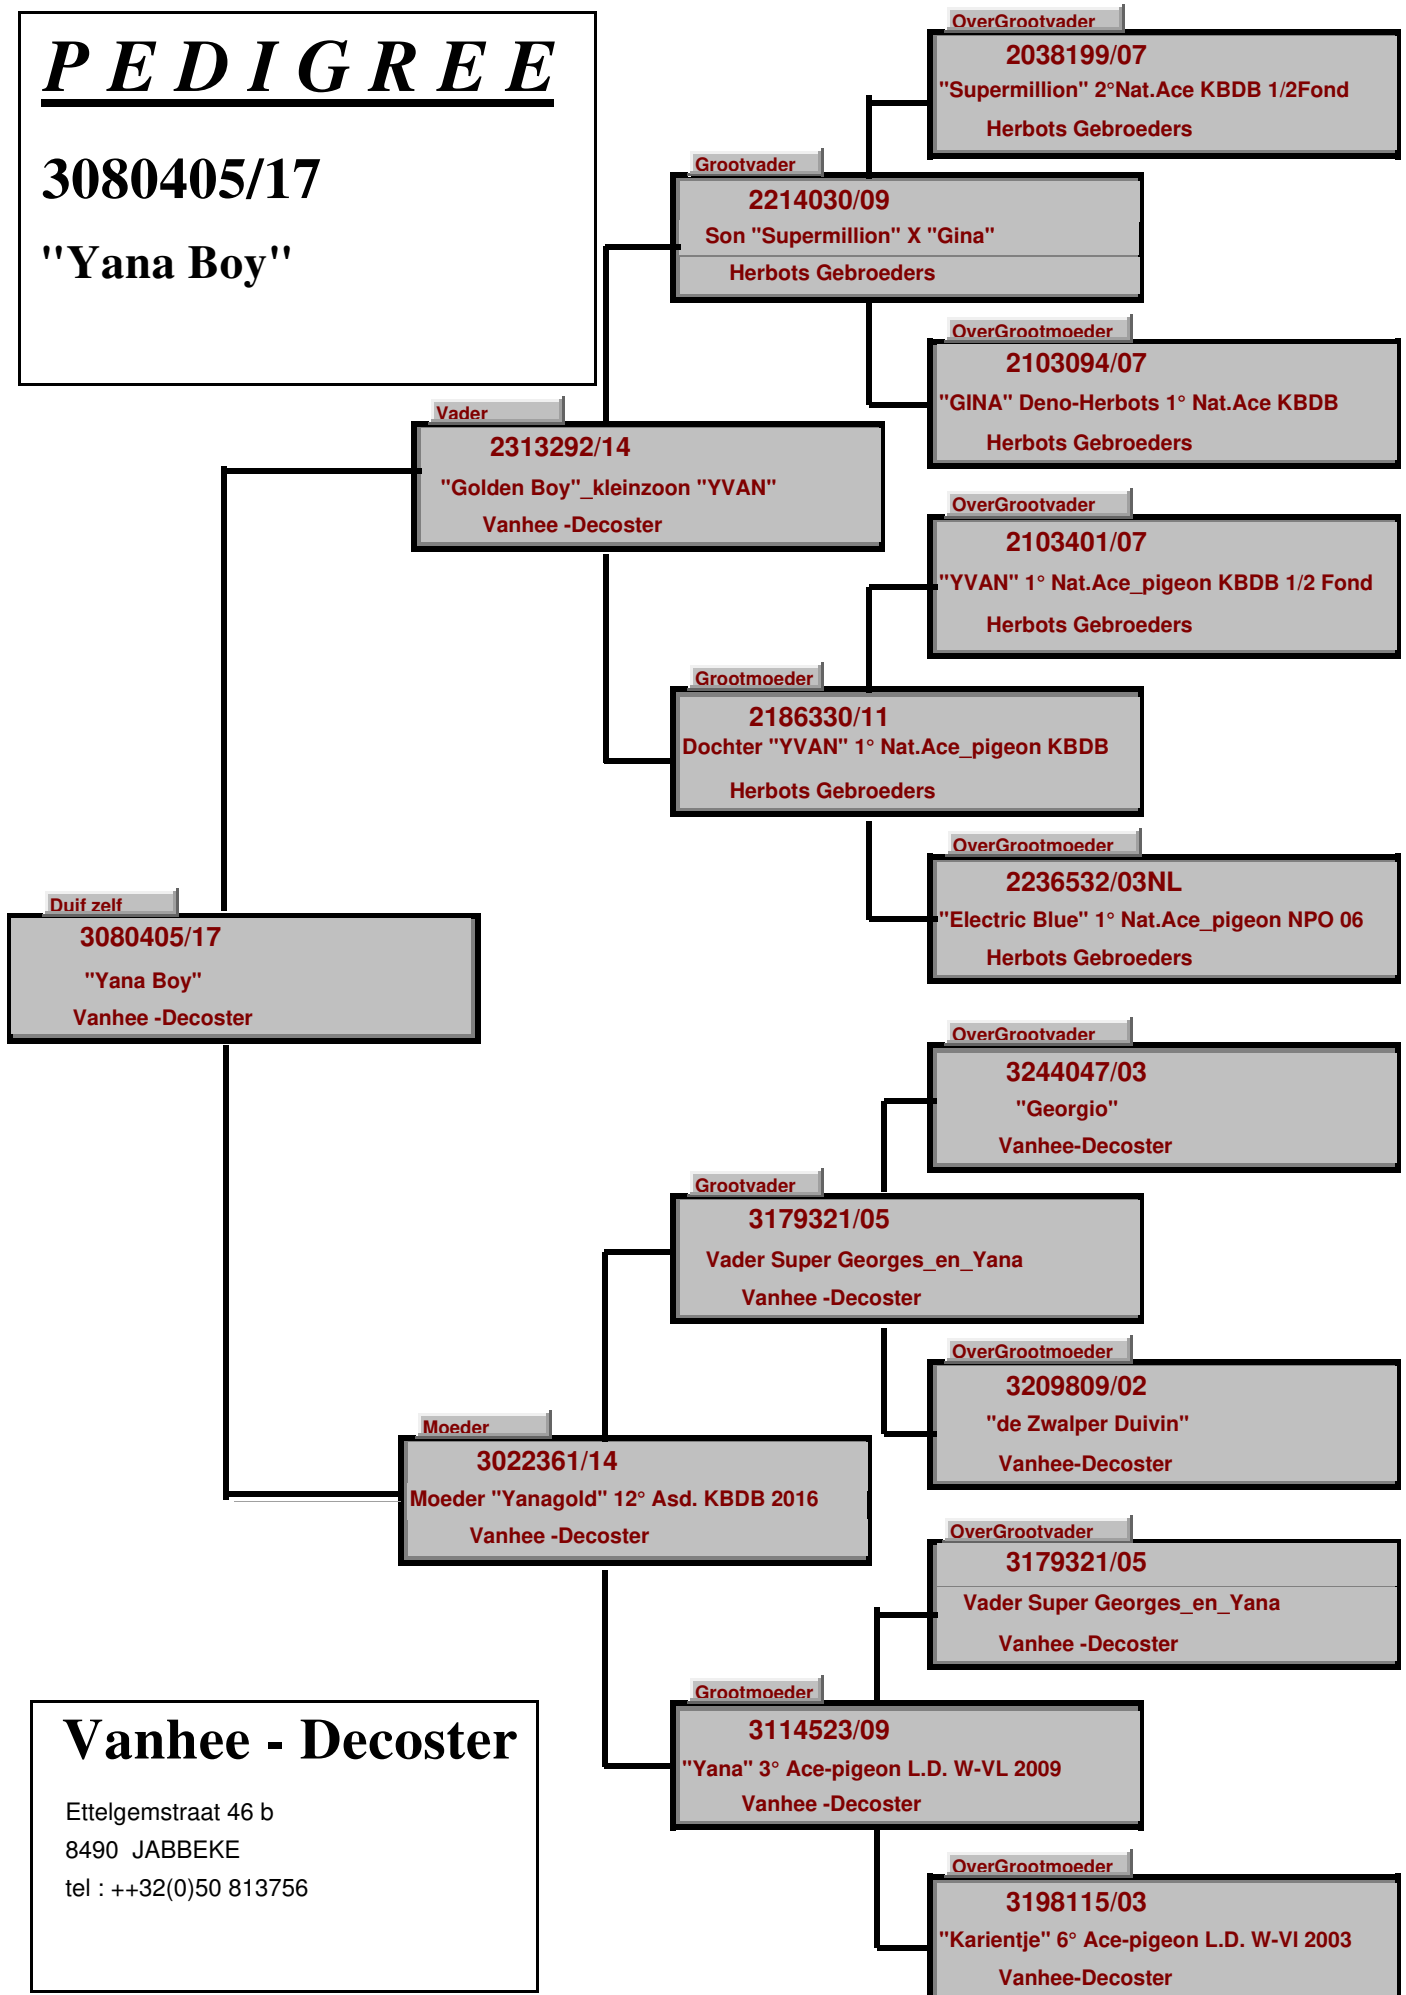 PEDIGREE
3080405/17
"Yana Boy"
OverGrootvader
2038199/07
"Supermillion" 2°Nat.Ace KBDB 1/2Fond
Herbots Gebroeders
Grootvader
2214030/09
Son "Supermillion" X "Gina"
Herbots Gebroeders
OverGrootmoeder
2103094/07
"GINA" Deno-Herbots 1° Nat.Ace KBDB
Herbots Gebroeders
Vader
2313292/14
"Golden Boy"_kleinzoon "YVAN"
Vanhee -Decoster
OverGrootvader
2103401/07
"YVAN" 1° Nat.Ace_pigeon KBDB 1/2 Fond
Herbots Gebroeders
Grootmoeder
2186330/11
Dochter "YVAN" 1° Nat.Ace_pigeon KBDB
Herbots Gebroeders
OverGrootmoeder
2236532/03NL
"Electric Blue" 1° Nat.Ace_pigeon NPO 06
Herbots Gebroeders
Duif zelf
3080405/17
"Yana Boy"
Vanhee -Decoster
OverGrootvader
3244047/03
"Georgio"
Vanhee-Decoster
Grootvader
3179321/05
Vader Super Georges_en_Yana
Vanhee -Decoster
OverGrootmoeder
3209809/02
"de Zwalper Duivin"
Vanhee-Decoster
Moeder
3022361/14
Moeder "Yanagold" 12° Asd. KBDB 2016
Vanhee -Decoster
OverGrootvader
3179321/05
Vader Super Georges_en_Yana
Vanhee -Decoster
Grootmoeder
3114523/09
"Yana" 3° Ace-pigeon L.D. W-VL 2009
Vanhee -Decoster
OverGrootmoeder
3198115/03
"Karientje" 6° Ace-pigeon L.D. W-Vl 2003
Vanhee-Decoster
Vanhee - Decoster
Ettelgemstraat 46 b
8490 JABBEKE
tel : ++32(0)50 813756